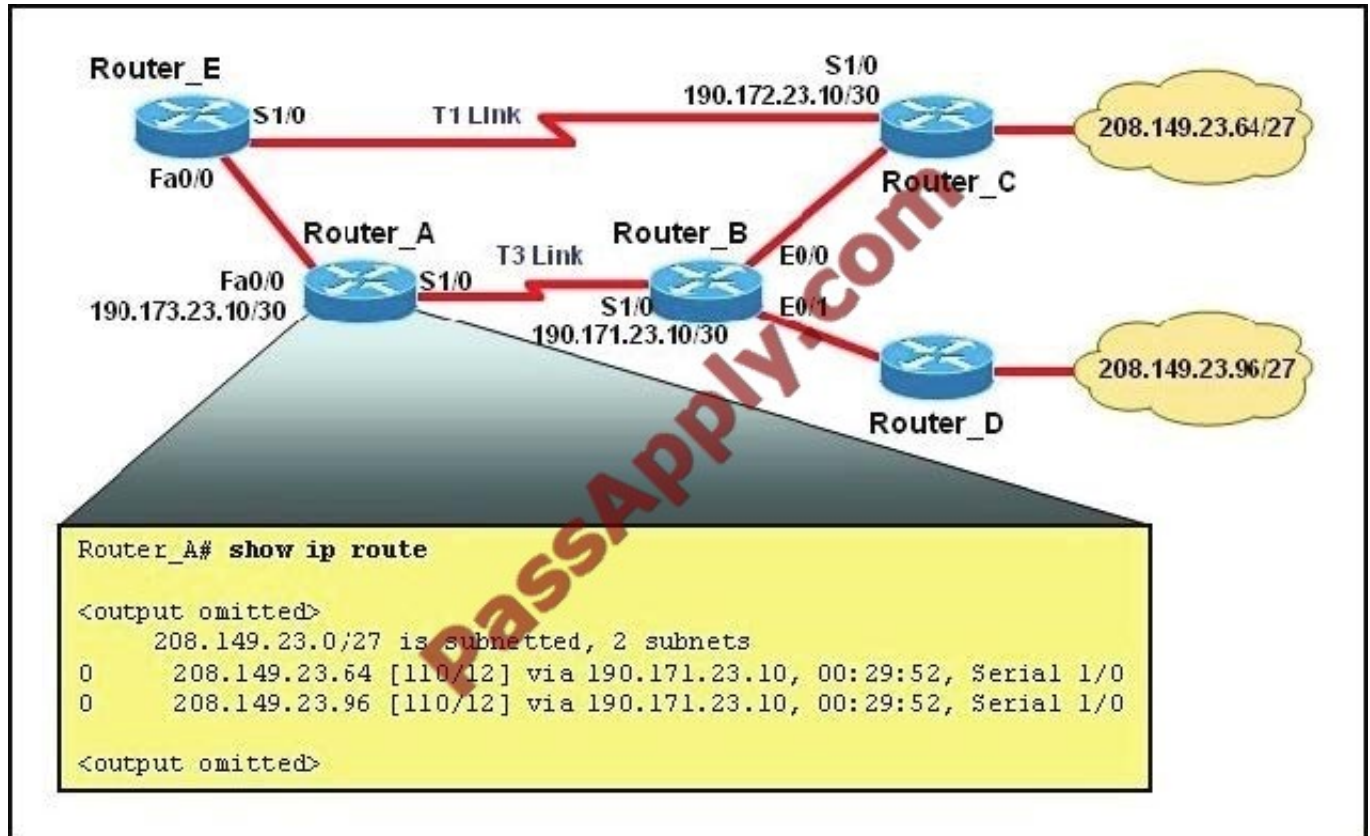 Router_E
S1/0
T1 Link
S1/0
190.172.23.10/30
208.149.23.64/27
Fa0/0
Router_C
Router_A
T3 Link
Router_B
E0/0
Fa0/0
190.173.23.10/30
S1/0
S1/0
190.171.23.10/30
E0/1
208.149.23.96/27
Router_D
PassApply.com
Router_A# show ip route
<output omitted>
208.149.23.0/27 is subnetted, 2 subnets
O 208.149.23.64 [110/12] via 190.171.23.10, 00:29:52, Serial 1/0
O 208.149.23.96 [110/12] via 190.171.23.10, 00:29:52, Serial 1/0
<output omitted>